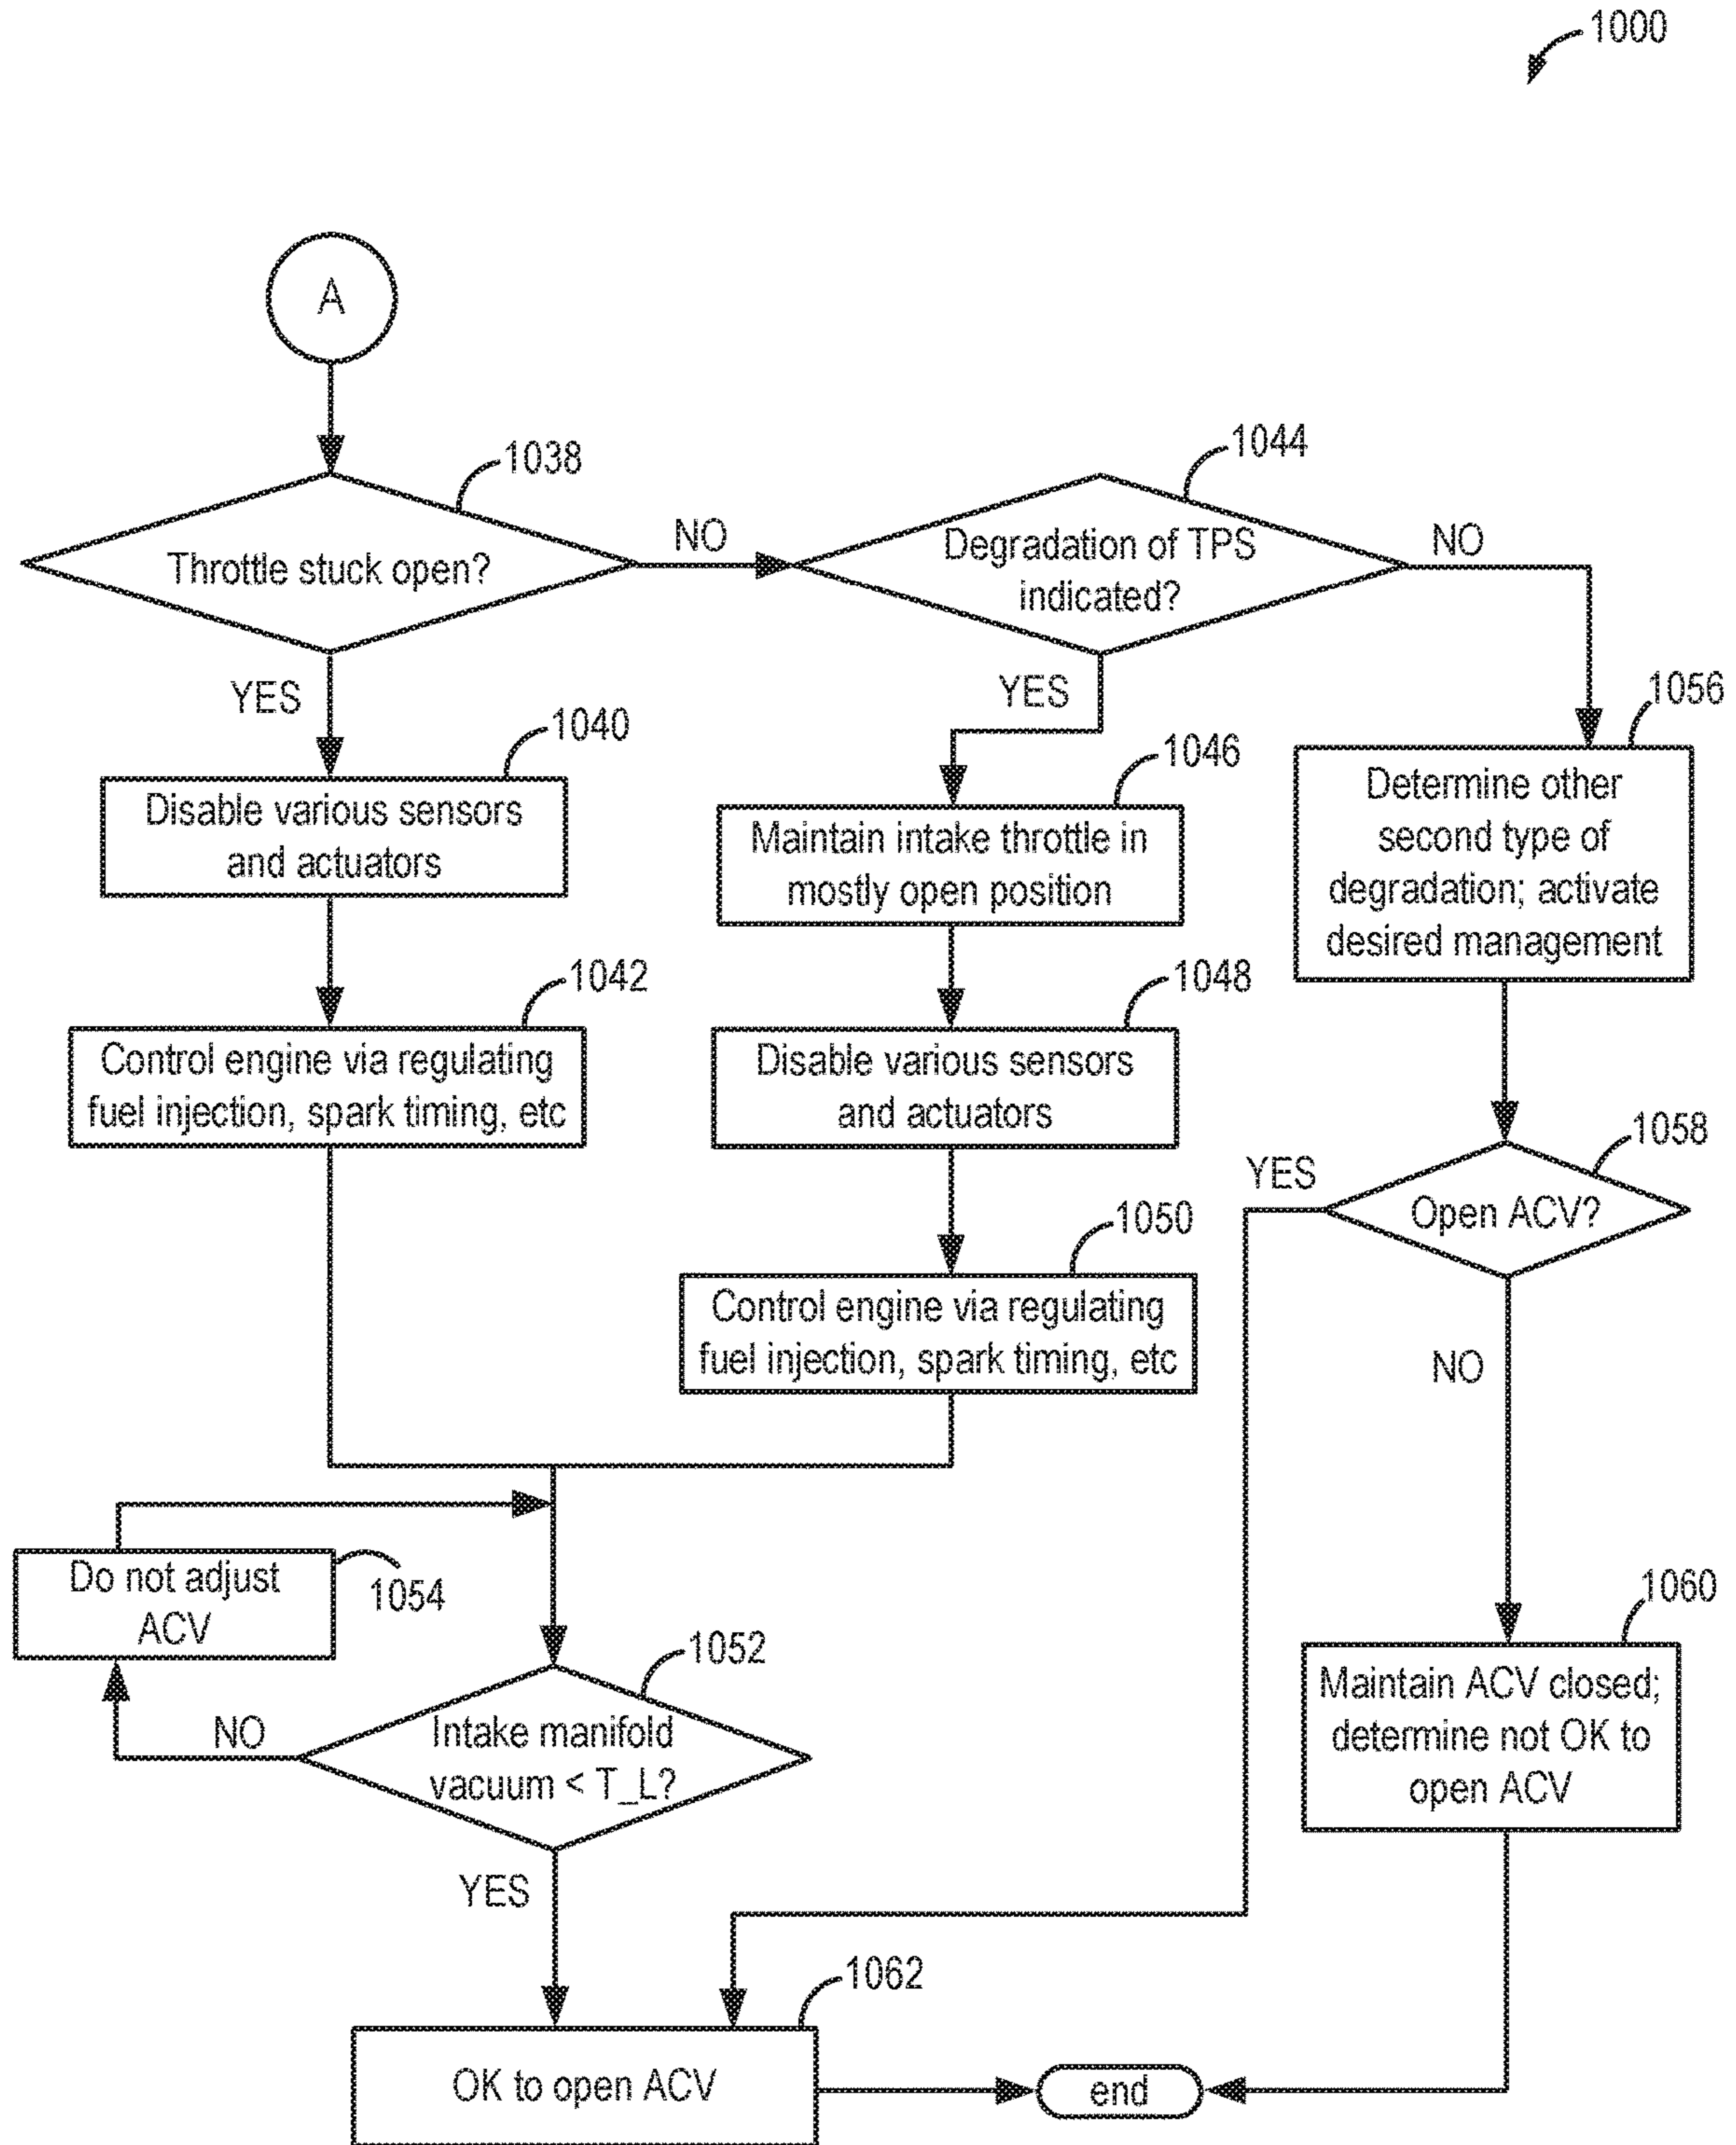 1000
A
1038
Throttle stuck open?
NO
1044
Degradation of TPS
indicated?
NO
YES
1040
Disable various sensors
and actuators
YES
1046
Maintain intake throttle in
mostly open position
1056
Determine other
second type of
degradation; activate
desired management
1042
Control engine via regulating
fuel injection, spark timing, etc
1048
Disable various sensors
and actuators
1050
Control engine via regulating
fuel injection, spark timing, etc
YES
1058
Open ACV?
NO
Do not adjust
ACV
1054
1052
Intake manifold
vacuum < T_L?
NO
YES
1060
Maintain ACV closed;
determine not OK to
open ACV
1062
OK to open ACV
end